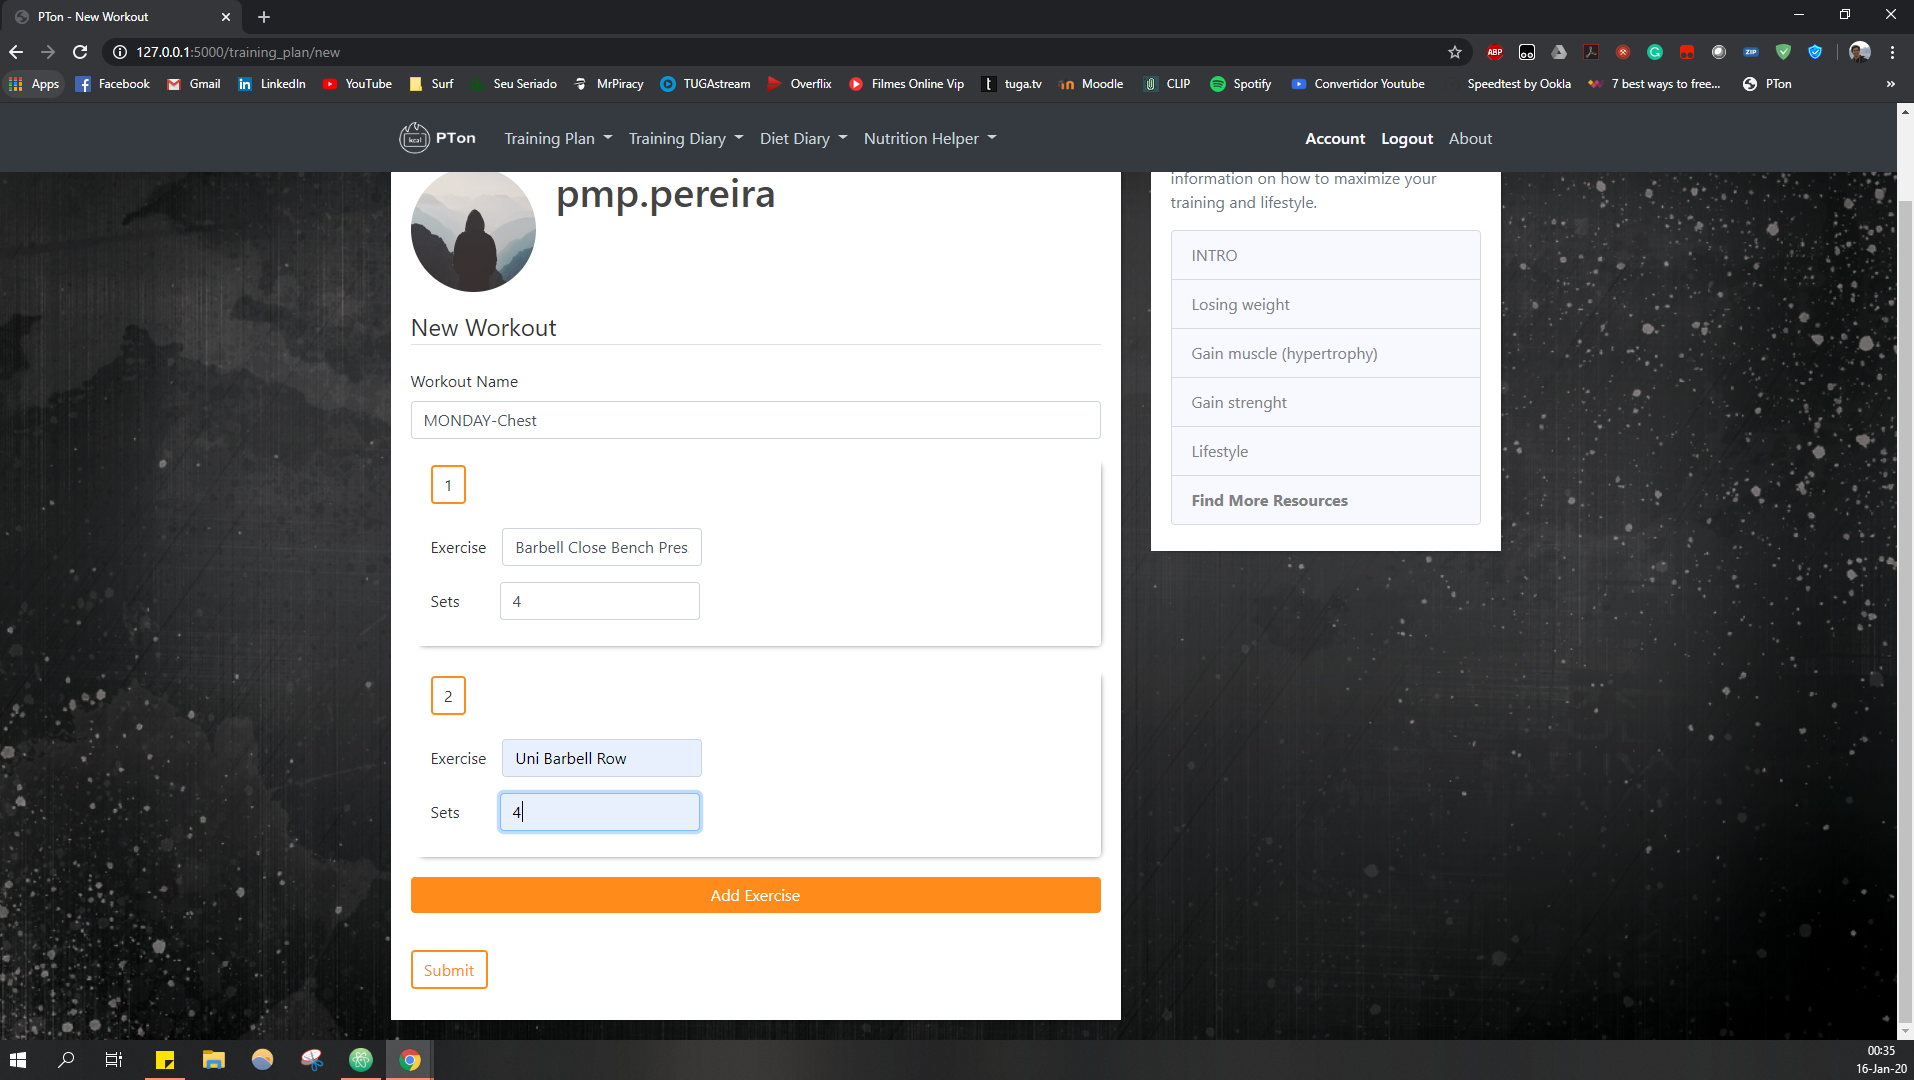 PTon - New Workout
127.0.0.1:5000/training_plan/new
ABP
ZIP
Apps Facebook Gmail LinkedIn YouTube Surf Seu Seriado MrPiracy TUGAstream Overflix Filmes Online Vip tuga.tv Moodle CLIP Spotify Convertidor Youtube Speedtest by Ookla 7 best ways to free... PTon »
kcal PTon Training Plan Training Diary Diet Diary Nutrition Helper Account Logout About
pmp.pereira
New Workout
Workout Name
MONDAY-Chest
1
Exercise Barbell Close Bench Pres
Sets 4
2
Exercise Uni Barbell Row
Sets 4
Add Exercise
Submit
information on how to maximize your
training and lifestyle.
INTRO
Losing weight
Gain muscle (hypertrophy)
Gain strenght
Lifestyle
Find More Resources
00:35
16-Jan-20